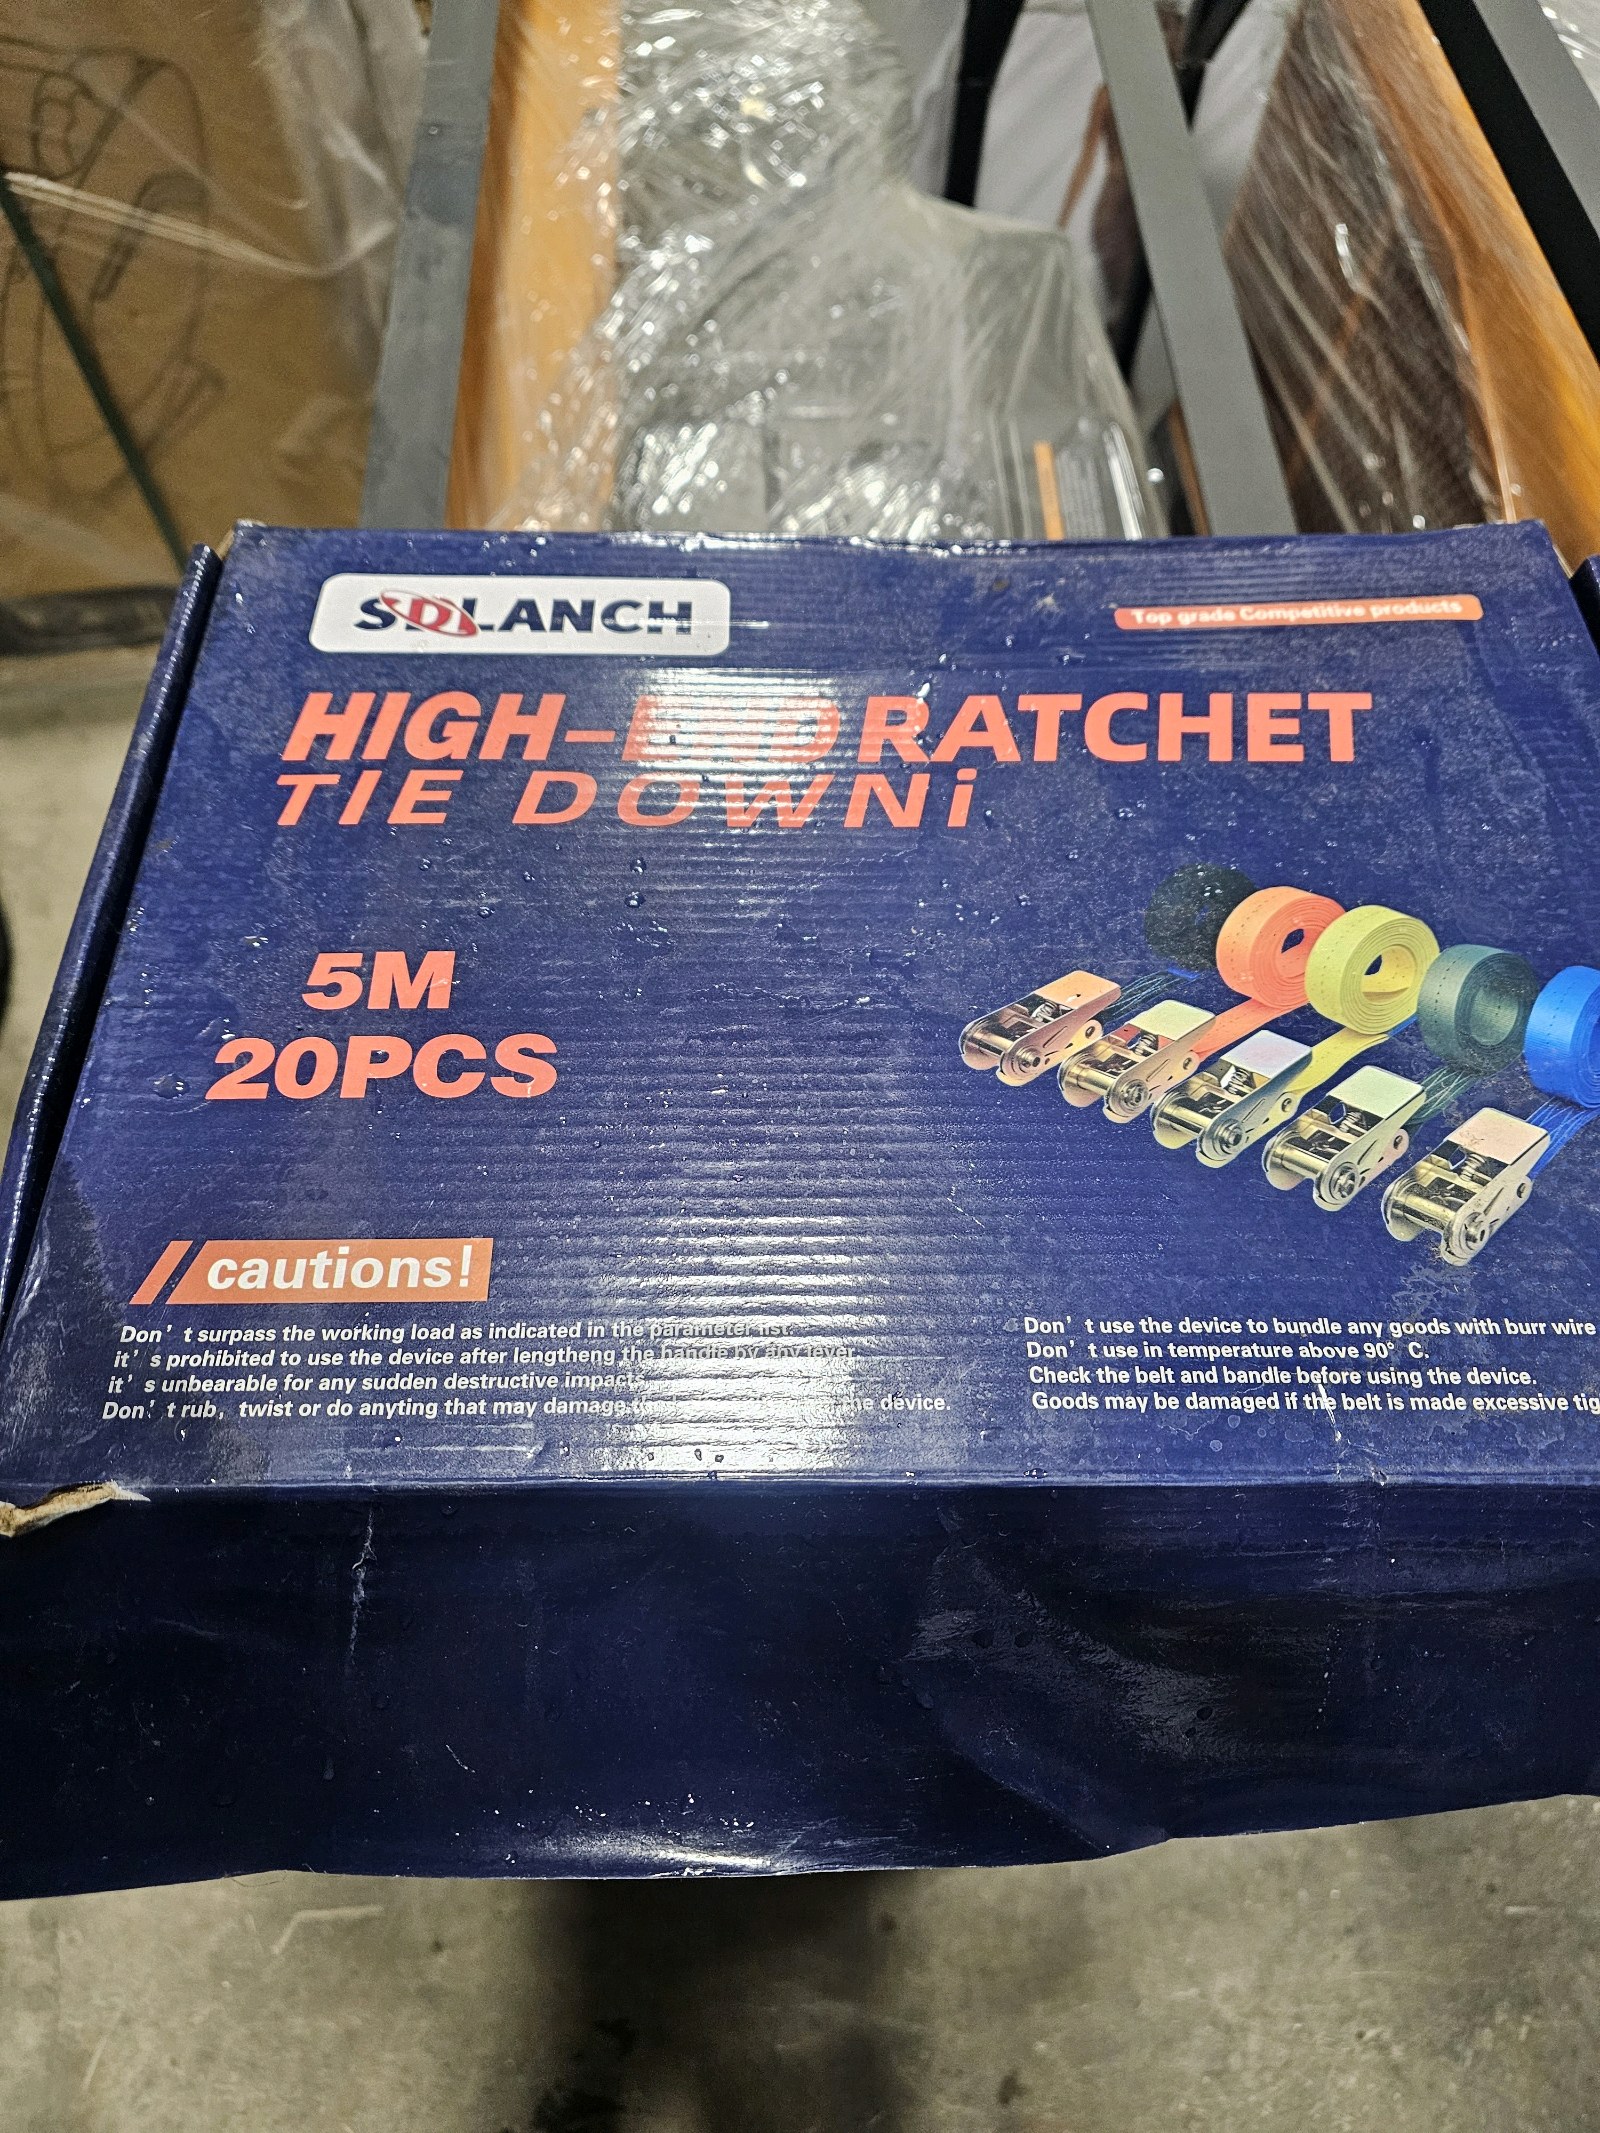 SDLANCH
Top grade Competitive products
HIGH-END RATCHET
TIE DOWNi
5M
20PCS
cautions!
Don't surpass the working load as indicated in the parameter list.
it's prohibited to use the device after lengtheng the handle by any lever.
it's unbearable for any sudden destructive impact.
Don't rub, twist or do anyting that may damagg the device.
Don't use the device to bundle any goods with burr wire
Don't use in temperature above 90° C.
Check the belt and bandle before using the device.
Goods may be damaged if the belt is made excessive